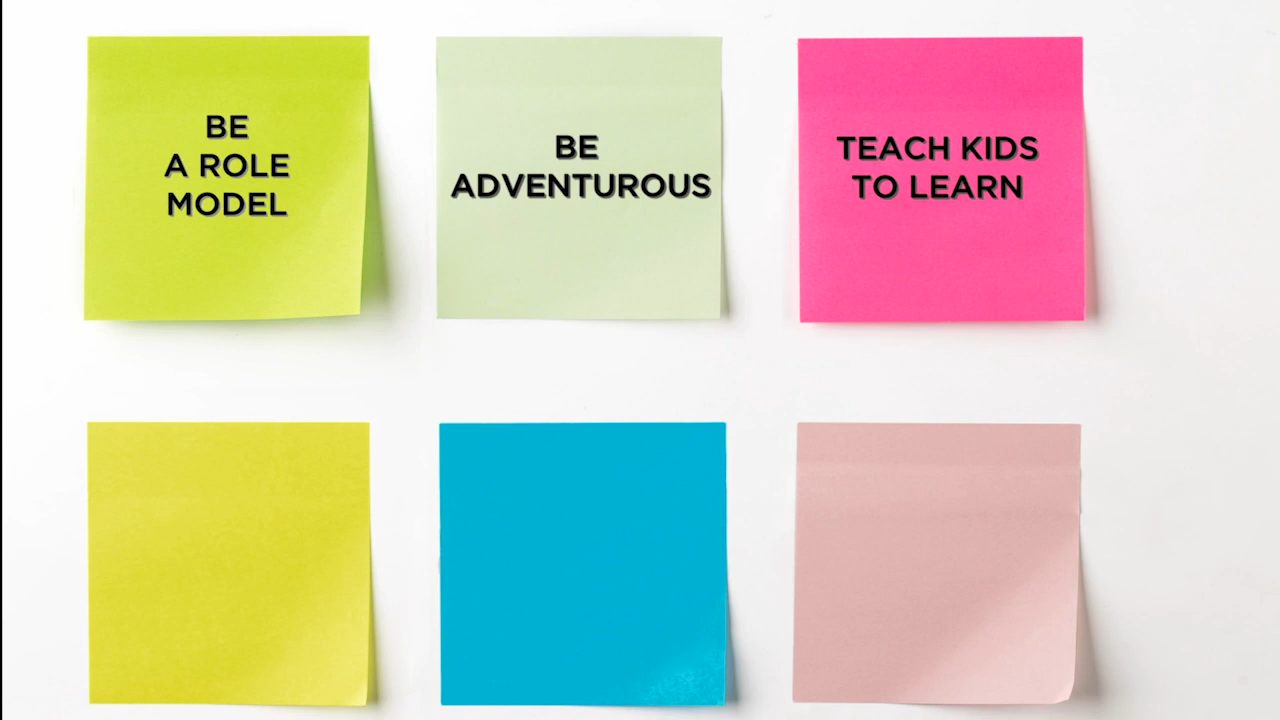 BE
A ROLE
MODEL
BE
ADVENTUROUS
TEACH KIDS
TO LEARN